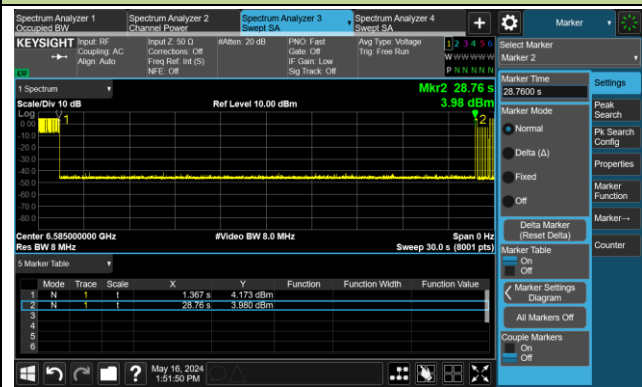 Spectrum Analyzer 1
Occupied BW
Spectrum Analyzer 2
Channel Power
Spectrum Analyzer 3
Swept SA
Spectrum Analyzer 4
Swept SA
+
Marker
KEYSIGHT
Input: RF
Coupling: AC
Align: Auto
Input Z: 50 Ω
Corrections: Off
Freq Ref: Int (S)
NFE: Off
#Atten: 20 dB
PNO: Fast
Gate: Off
IF Gain: Low
Sig Track: Off
Avg Type: Voltage
Trig: Free Run
1 2 3 4 5 6
W W W W W W
P N N N N N
Select Marker
Marker 2
1 Spectrum
Mkr2 28.76 s
Scale/Div 10 dB
Ref Level 10.00 dBm
3.98 dBm
Log
0.00
-10.0
-20.0
-30.0
-40.0
-50.0
-60.0
-70.0
-80.0
1
2
Center 6.585000000 GHz
#Video BW 8.0 MHz
Span 0 Hz
Res BW 8 MHz
Sweep 30.0 s (8001 pts)
5 Marker Table
Mode Trace Scale X Y Function Function Width Function Value
1 N 1 t 1.367 s 4.173 dBm
2 N 1 t 28.76 s 3.980 dBm
3
4
5
6
Marker Time
28.7600 s
Marker Mode
Normal
Delta (Δ)
Fixed
Off
Delta Marker
(Reset Delta)
Marker Table
On
Off
Marker Settings
Diagram
All Markers Off
Couple Markers
On
Off
Settings
Peak
Search
Pk Search
Config
Properties
Marker
Function
Marker→
Counter
?
May 16, 2024
1:51:50 PM